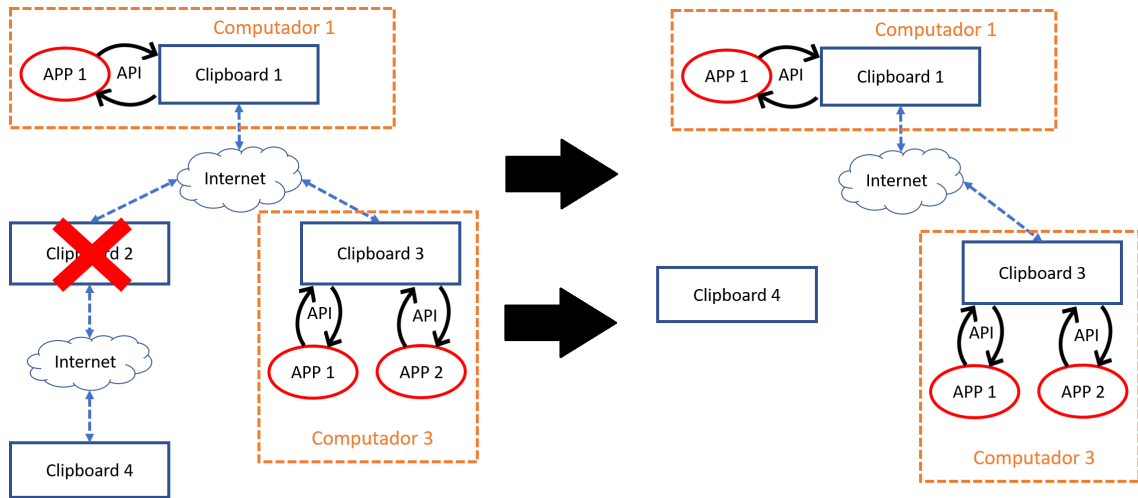 Computador 1
APP 1
API
Clipboard 1
Internet
Clipboard 2
Clipboard 3
API
API
Internet
APP 1
APP 2
Computador 3
Clipboard 4
Computador 1
APP 1
API
Clipboard 1
Internet
Clipboard 3
Clipboard 4
API
API
APP 1
APP 2
Computador 3